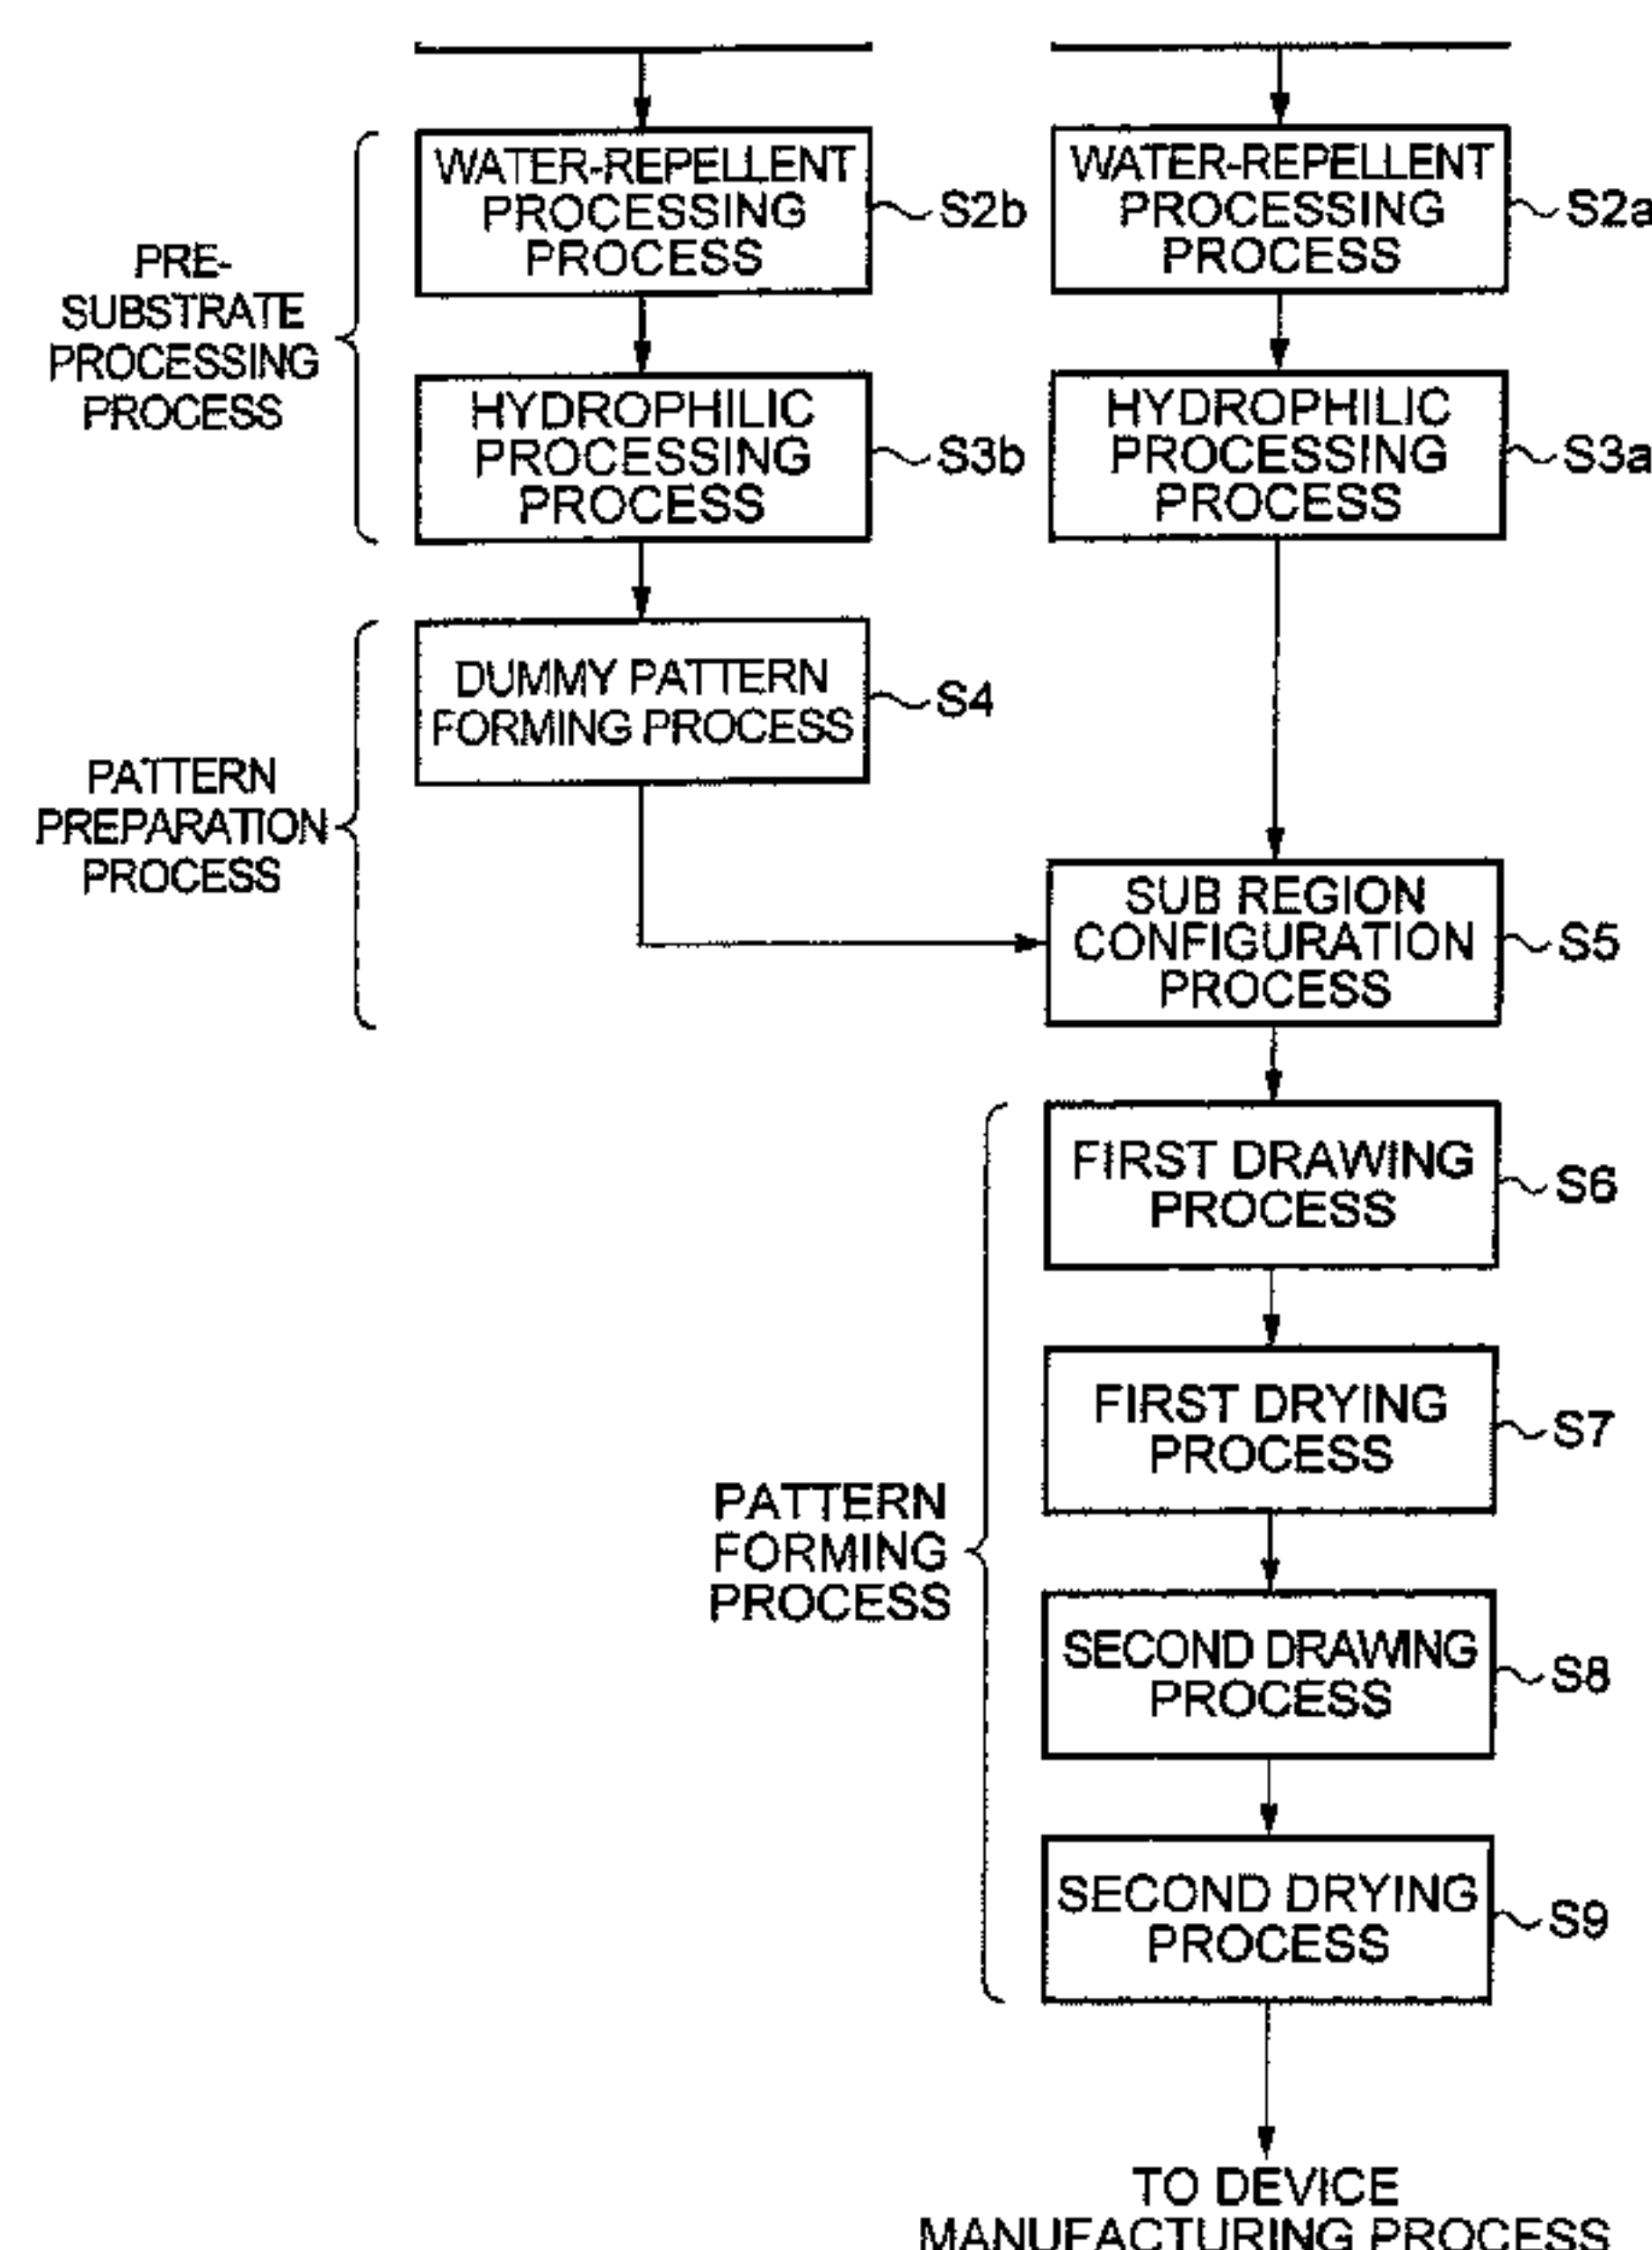 WATER-REPELLENT
PROCESSING
PROCESS
S2b
WATER-REPELLENT
PROCESSING
PROCESS
S2a
PRE-
SUBSTRATE
PROCESSING
PROCESS
HYDROPHILIC
PROCESSING
PROCESS
S3b
HYDROPHILIC
PROCESSING
PROCESS
S3a
DUMMY PATTERN
FORMING PROCESS
S4
PATTERN
PREPARATION
PROCESS
SUB REGION
CONFIGURATION
PROCESS
S5
FIRST DRAWING
PROCESS
S6
FIRST DRYING
PROCESS
S7
PATTERN
FORMING
PROCESS
SECOND DRAWING
PROCESS
S8
SECOND DRYING
PROCESS
S9
TO DEVICE
MANUFACTURING PROCESS